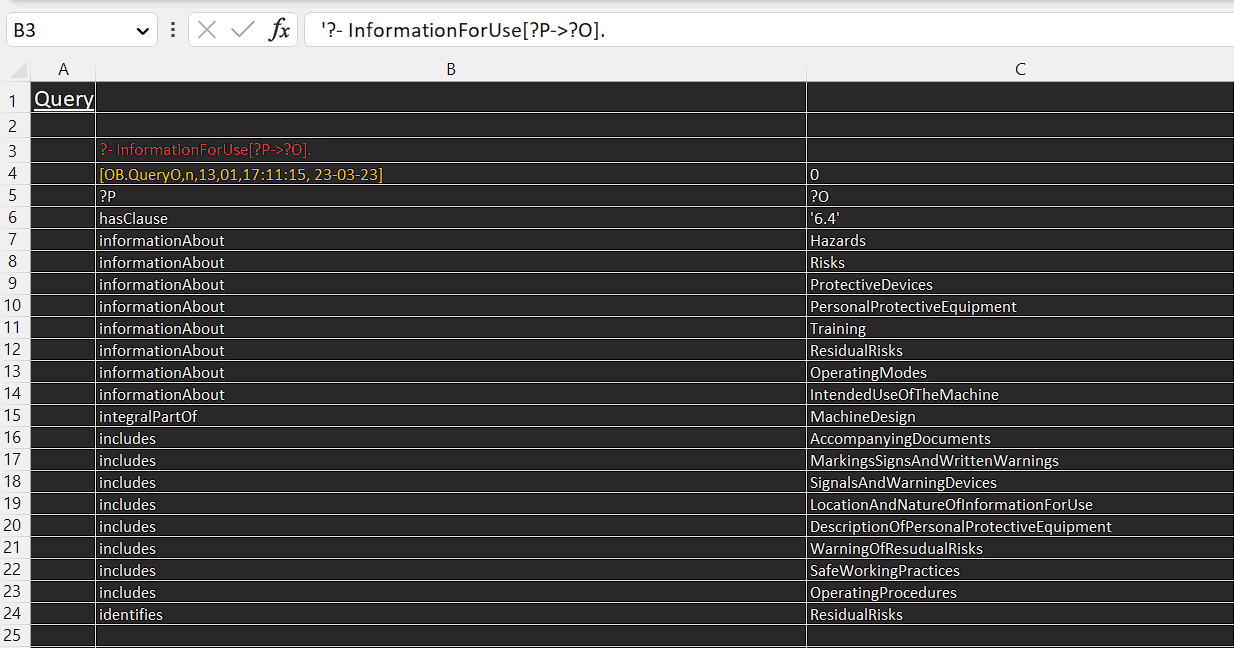 B3 fx '?- InformationForUse[?P->?O].
A B C
1 Query
2
3 ?- InformationForUse[?P->?O].
4 [OB.QueryO,n,13,01,17:11:15, 23-03-23] 0
5 ?P ?O
6 hasClause '6.4'
7 informationAbout Hazards
8 informationAbout Risks
9 informationAbout ProtectiveDevices
10 informationAbout PersonalProtectiveEquipment
11 informationAbout Training
12 informationAbout ResidualRisks
13 informationAbout OperatingModes
14 informationAbout IntendedUseOfTheMachine
15 integralPartOf MachineDesign
16 includes AccompanyingDocuments
17 includes MarkingsSignsAndWrittenWarnings
18 includes SignalsAndWarningDevices
19 includes LocationAndNatureOfInformationForUse
20 includes DescriptionOfPersonalProtectiveEquipment
21 includes WarningOfResudualRisks
22 includes SafeWorkingPractices
23 includes OperatingProcedures
24 identifies ResidualRisks
25